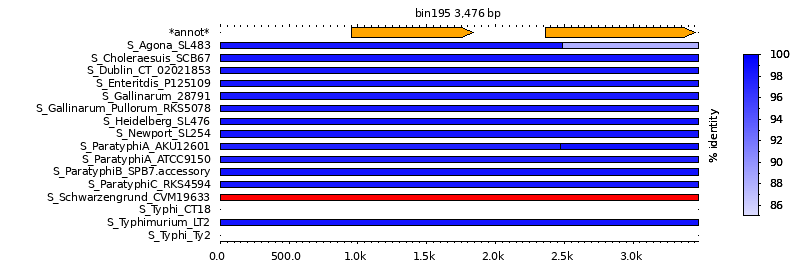 bin195 3,476 bp
*annot*
S_Agona_SL483
S_Choleraesuis_SCB67
S_Dublin_CT_02021853
S_Enteritdis_P125109
S_Gallinarum_28791
S_Gallinarum_Pullorum_RKS5078
S_Heidelberg_SL476
S_Newport_SL254
S_ParatyphiA_AKU12601
S_ParatyphiA_ATCC9150
S_ParatyphiB_SPB7.accessory
S_ParatyphiC_RKS4594
S_Schwarzengrund_CVM19633
S_Typhi_CT18
S_Typhimurium_LT2
S_Typhi_Ty2
0.0 500.0 1.0k 1.5k 2.0k 2.5k 3.0k
% identity
100
98
96
94
92
90
88
86